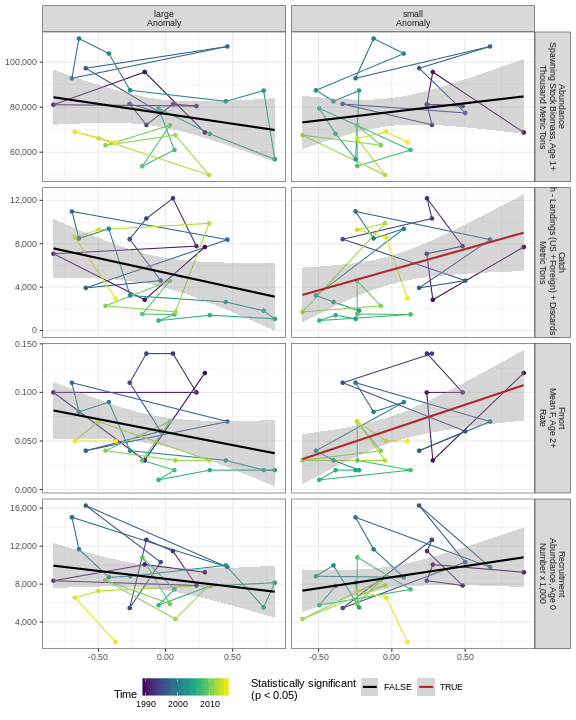 large
Anomaly
small
Anomaly
100,000
80,000
60,000
Abundance
Spawning Stock Biomass, Age 1+
Thousand Metric Tons
12,000
8,000
4,000
0
Catch
h - Landings (US +Foreign) + Discards
Metric Tons
0.150
0.100
0.050
0.000
Fmort
Mean F, Age 2+
Rate
16,000
12,000
8,000
4,000
Recruitment
Abundance, Age 0
Number x 1,000
-0.50 0.00 0.50 -0.50 0.00 0.50
Time
1990 2000 2010
Statistically significant
(p < 0.05)
FALSE TRUE